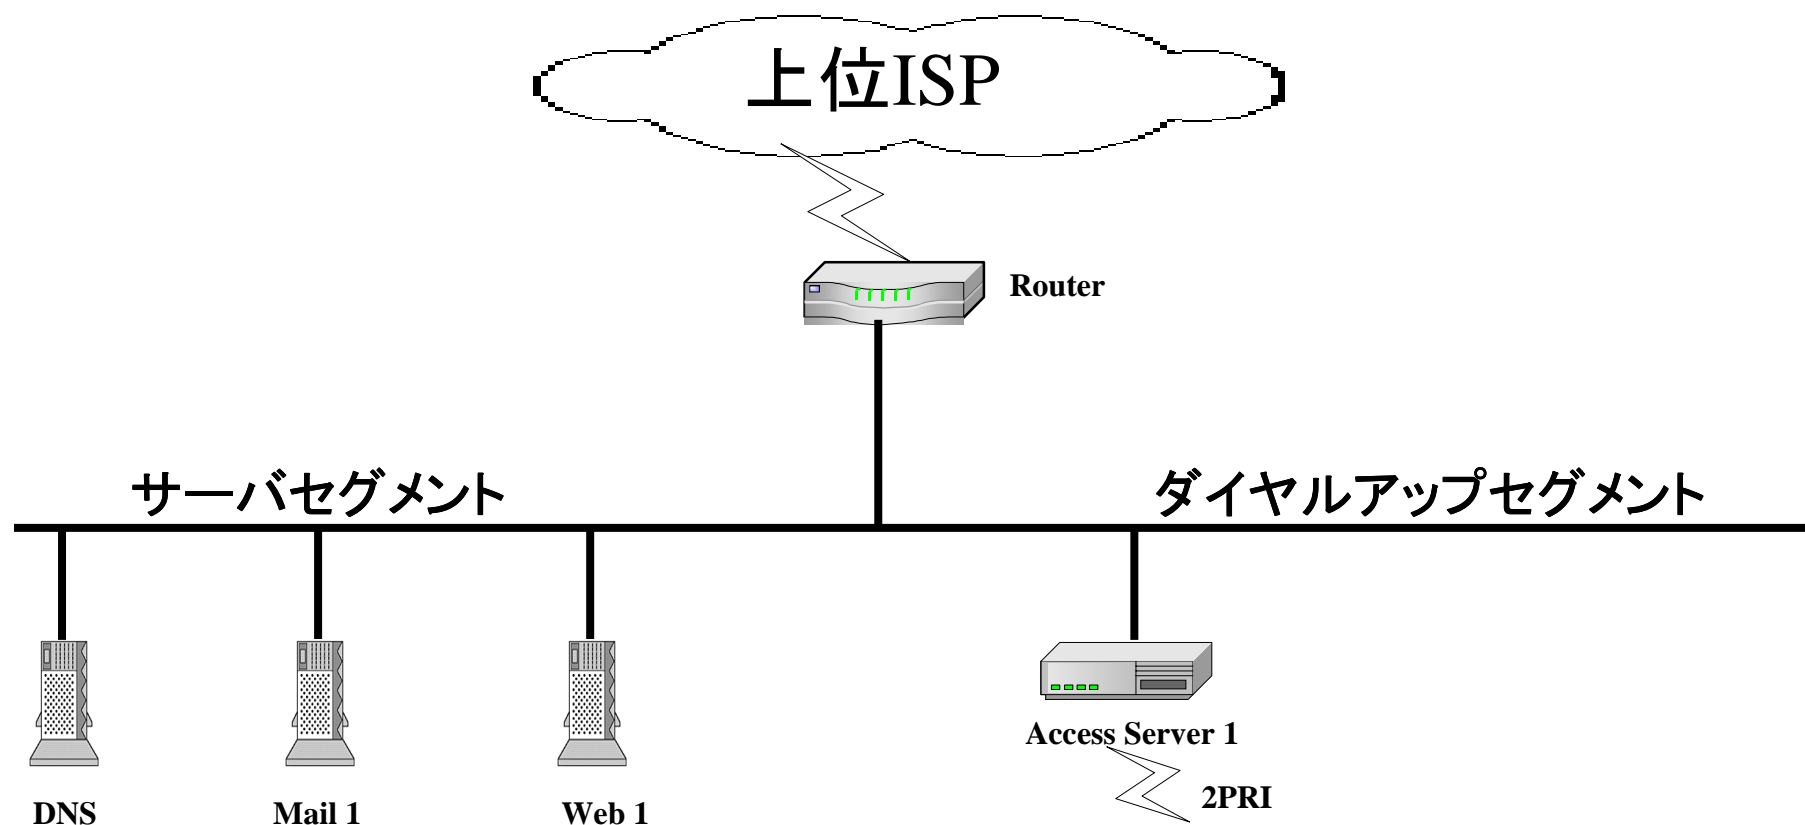 上位ISP
Router
サーバセグメント
ダイヤルアップセグメント
Access Server 1
2PRI
DNS
Mail 1
Web 1